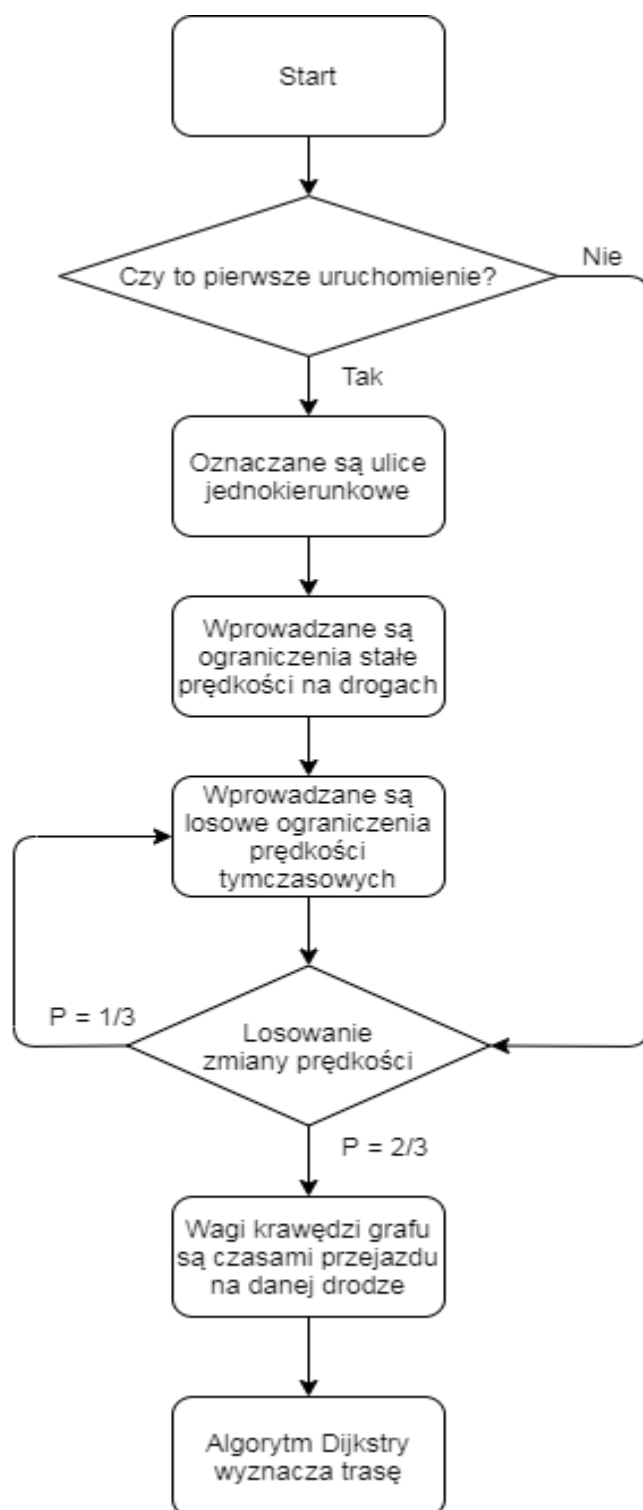 Start
Czy to pierwsze uruchomienie?
Nie
Tak
Oznaczane są ulice
jednokierunkowe
Wprowadzane są
ograniczenia stałe
prędkości na drogach
Wprowadzane są
losowe ograniczenia
prędkości
tymczasowych
P = 1/3
Losowanie
zmiany prędkości
P = 2/3
Wagi krawędzi grafu
są czasami przejazdu
na danej drodze
Algorytm Dijkstry
wyznacza trasę